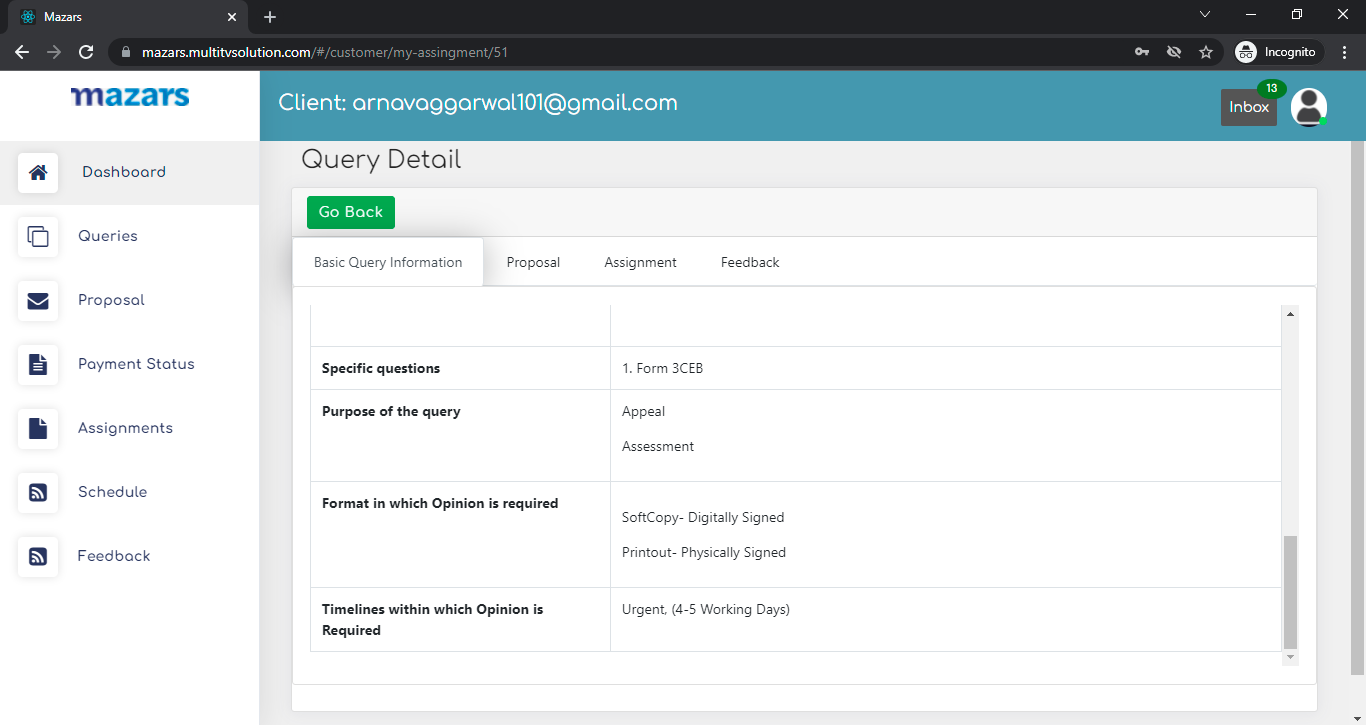 Mazars
mazars.multitvsolution.com/#/customer/my-assingment/51
Incognito
mazars
Client: arnavaggarwal101@gmail.com
Inbox
13
Dashboard
Queries
Proposal
Payment Status
Assignments
Schedule
Feedback
Query Detail
Go Back
Basic Query Information
Proposal
Assignment
Feedback
Specific questions
1. Form 3CEB
Purpose of the query
Appeal
Assessment
Format in which Opinion is required
SoftCopy- Digitally Signed
Printout- Physically Signed
Timelines within which Opinion is
Required
Urgent, (4-5 Working Days)